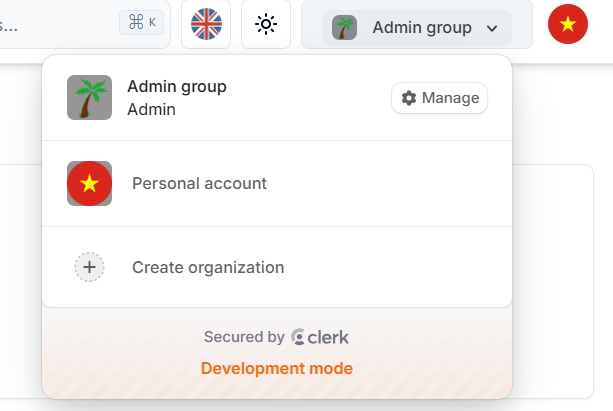 s...
⌘ K
Admin group
Admin group
Admin
Manage
Personal account
Create organization
Secured by clerk
Development mode